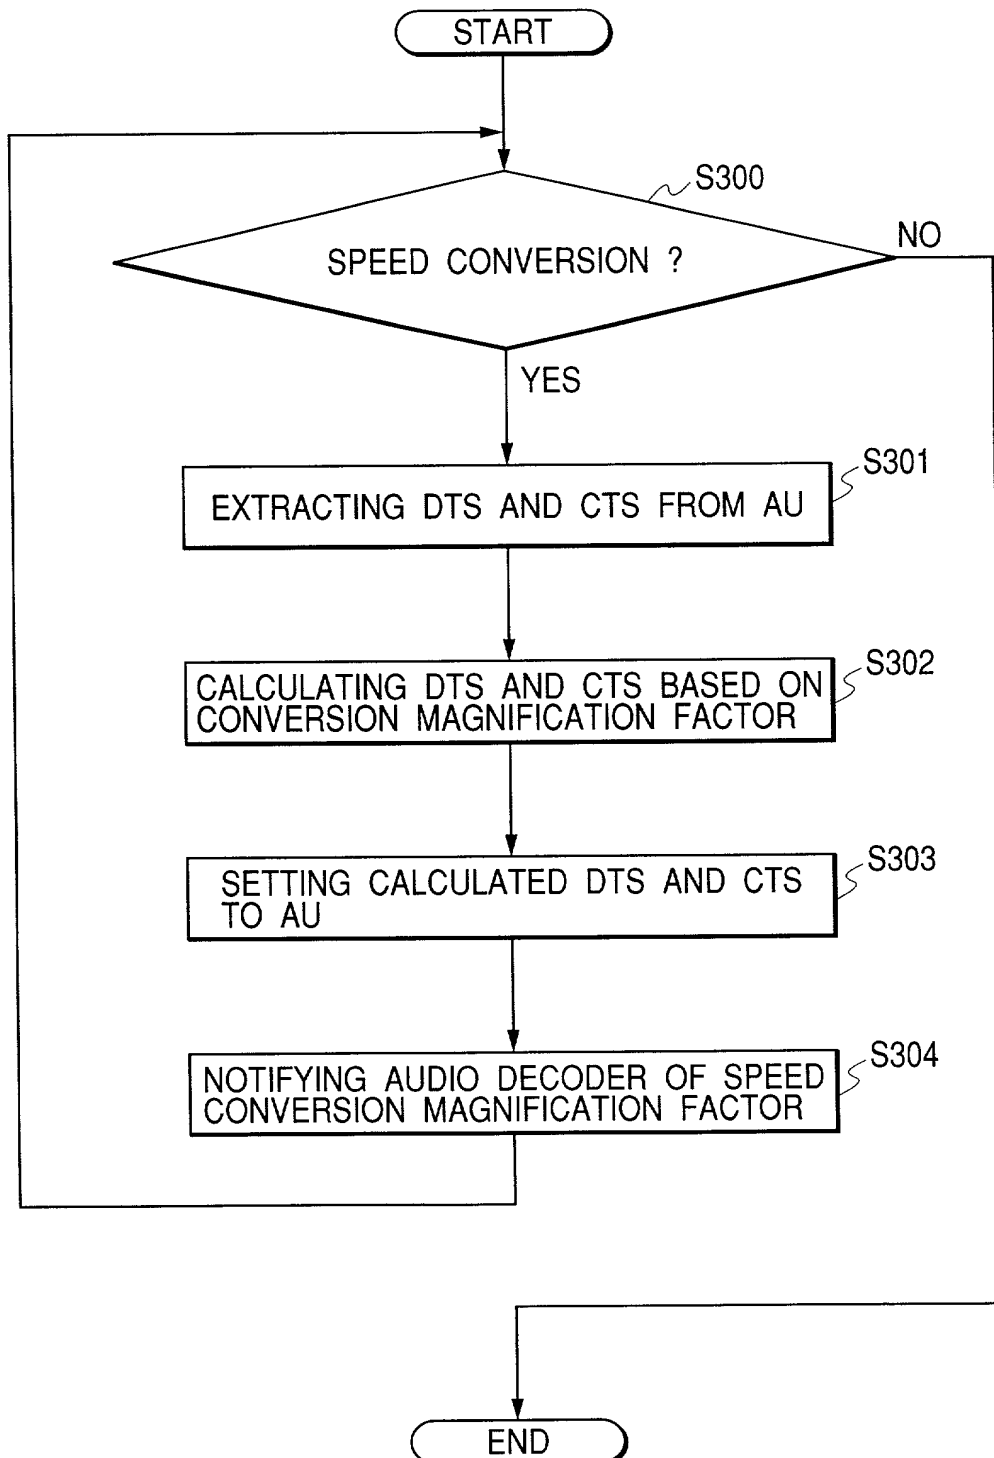 START
S300
SPEED CONVERSION ?
NO
YES
S301
EXTRACTING DTS AND CTS FROM AU
S302
CALCULATING DTS AND CTS BASED ON
CONVERSION MAGNIFICATION FACTOR
S303
SETTING CALCULATED DTS AND CTS
TO AU
S304
NOTIFYING AUDIO DECODER OF SPEED
CONVERSION MAGNIFICATION FACTOR
END